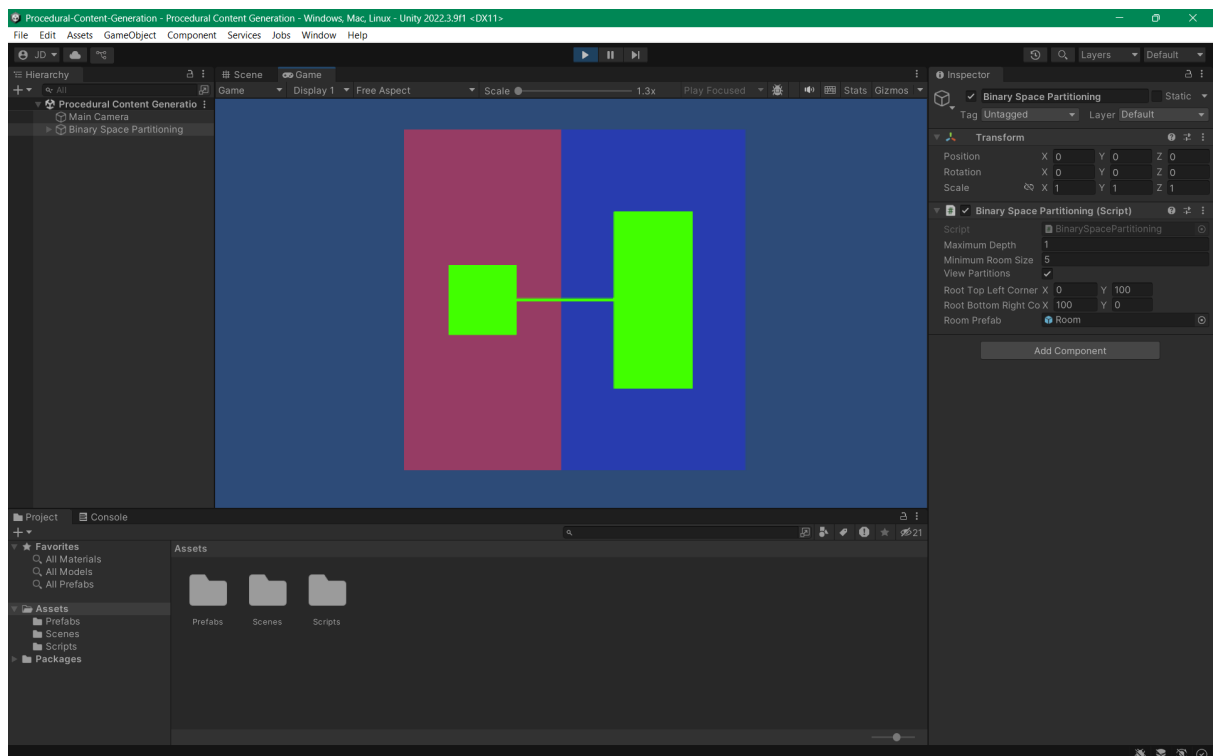 Procedural-Content-Generation - Procedural Content Generation - Windows, Mac, Linux - Unity 2022.3.9f1 <DX11>
File Edit Assets GameObject Component Services Jobs Window Help
JD Layers Default
Hierarchy
All
Procedural Content Generatio
Main Camera
Binary Space Partitioning
Scene Game
Game Display 1 Free Aspect Scale 1.3x Play Focused Stats Gizmos
Inspector
Binary Space Partitioning Static
Tag Untagged Layer Default
Transform
Position X 0 Y 0 Z 0
Rotation X 0 Y 0 Z 0
Scale X 1 Y 1 Z 1
Binary Space Partitioning (Script)
Script BinarySpacePartitioning
Maximum Depth 1
Minimum Room Size 5
View Partitions
Root Top Left Corner X 0 Y 100
Root Bottom Right Co X 100 Y 0
Room Prefab Room
Add Component
Project Console
21
Favorites
All Materials
All Models
All Prefabs
Assets
Prefabs
Scenes
Scripts
Packages
Assets
Prefabs Scenes Scripts